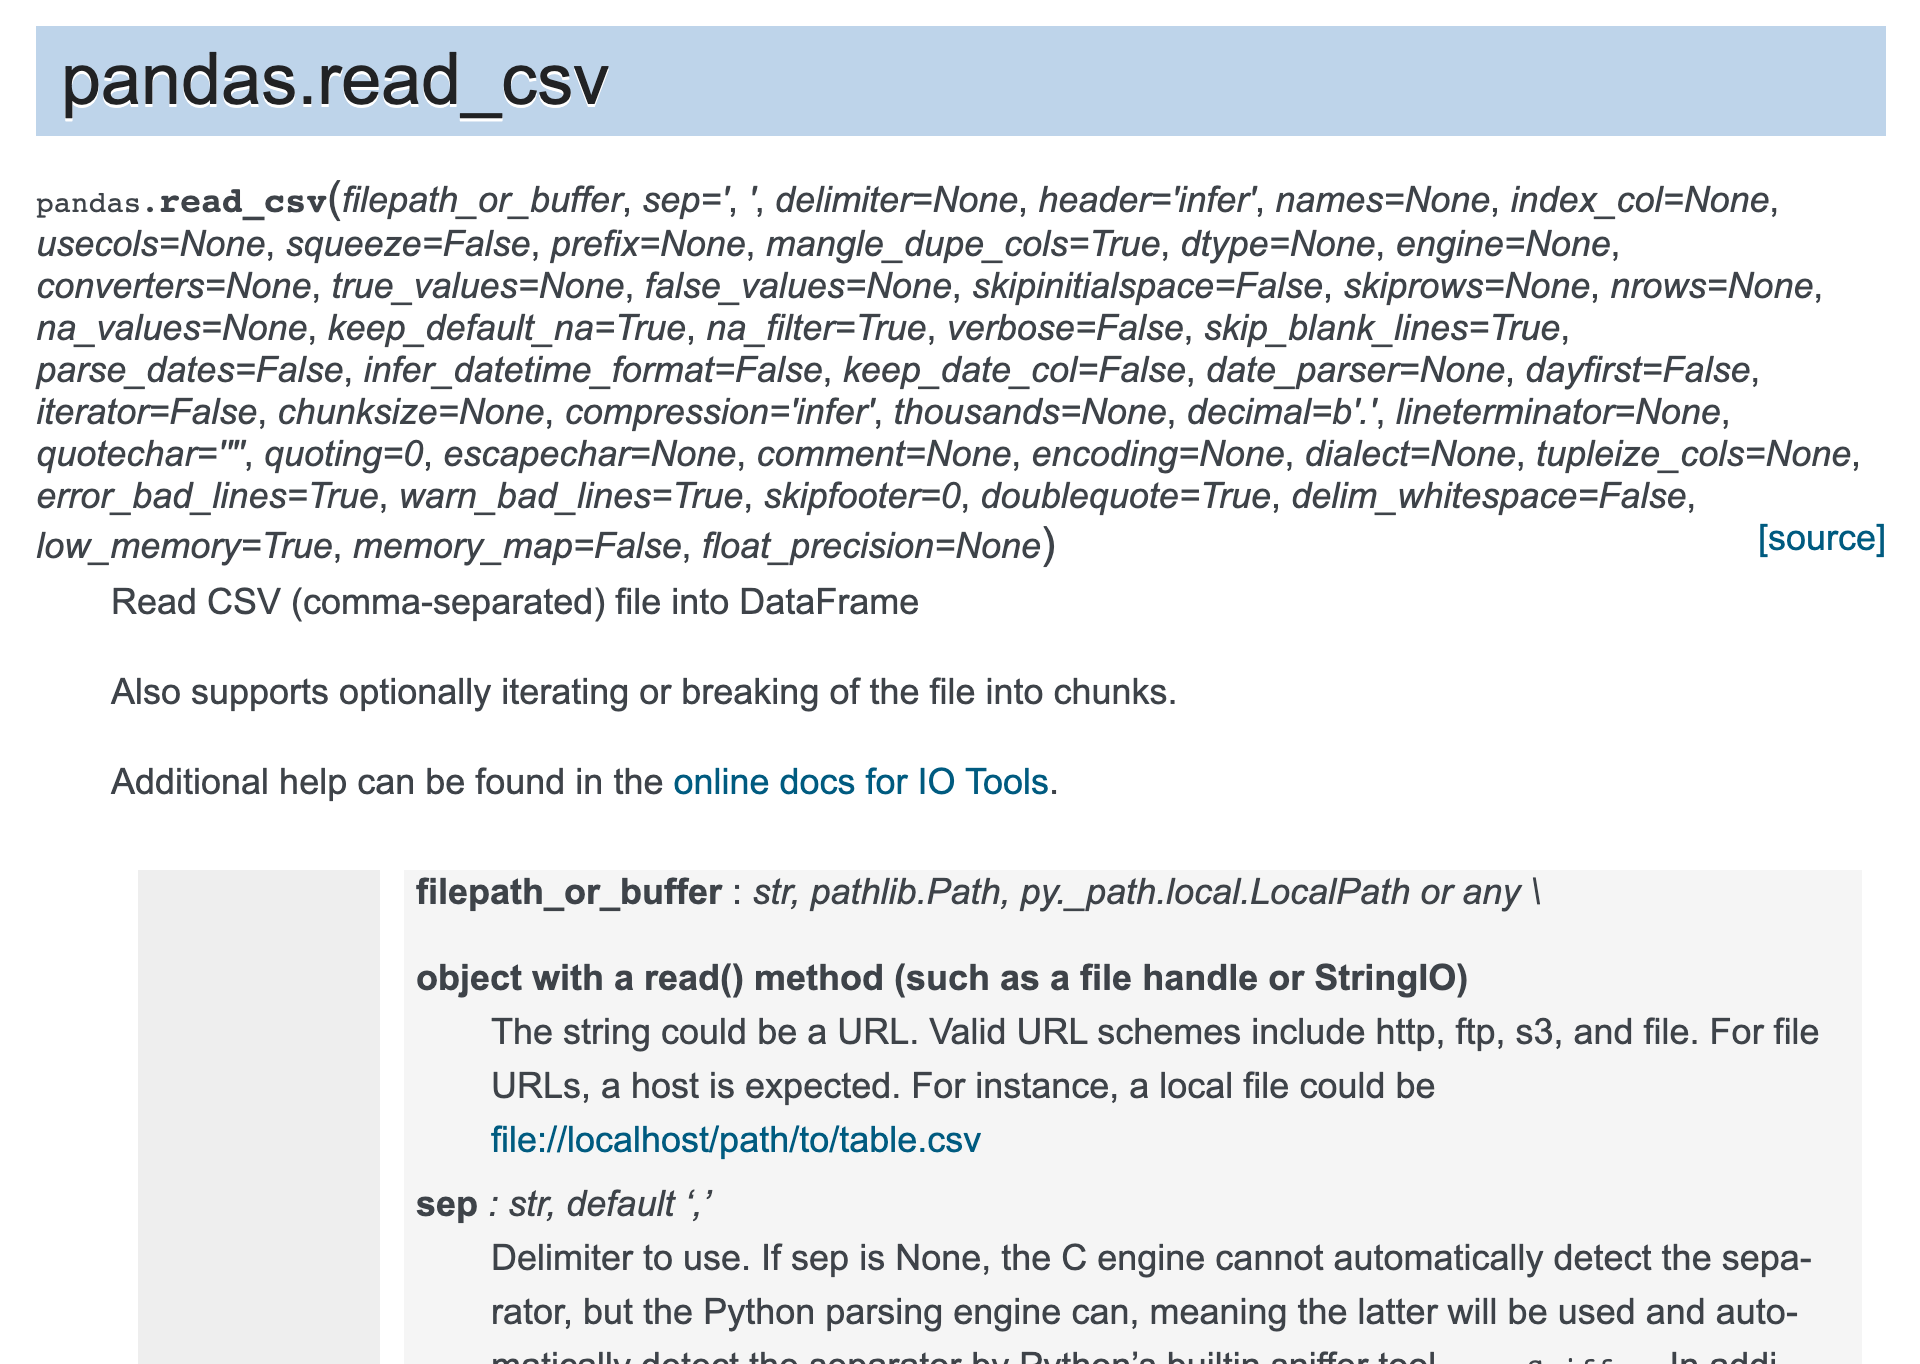 pandas.read_csv
pandas.read_csv(filepath_or_buffer, sep=', ', delimiter=None, header='infer', names=None, index_col=None,
usecols=None, squeeze=False, prefix=None, mangle_dupe_cols=True, dtype=None, engine=None,
converters=None, true_values=None, false_values=None, skipinitialspace=False, skiprows=None, nrows=None,
na_values=None, keep_default_na=True, na_filter=True, verbose=False, skip_blank_lines=True,
parse_dates=False, infer_datetime_format=False, keep_date_col=False, date_parser=None, dayfirst=False,
iterator=False, chunksize=None, compression='infer', thousands=None, decimal=b'.', lineterminator=None,
quotechar='"', quoting=0, escapechar=None, comment=None, encoding=None, dialect=None, tupleize_cols=None,
error_bad_lines=True, warn_bad_lines=True, skipfooter=0, doublequote=True, delim_whitespace=False,
low_memory=True, memory_map=False, float_precision=None) [source]
Read CSV (comma-separated) file into DataFrame
Also supports optionally iterating or breaking of the file into chunks.
Additional help can be found in the online docs for IO Tools.
filepath_or_buffer : str, pathlib.Path, py._path.local.LocalPath or any \
object with a read() method (such as a file handle or StringIO)
The string could be a URL. Valid URL schemes include http, ftp, s3, and file. For file
URLs, a host is expected. For instance, a local file could be
file://localhost/path/to/table.csv
sep : str, default ‘,’
Delimiter to use. If sep is None, the C engine cannot automatically detect the sepa-
rator, but the Python parsing engine can, meaning the latter will be used and auto-
matically detect the separator by Python’s builtin sniffer tool, In addi-